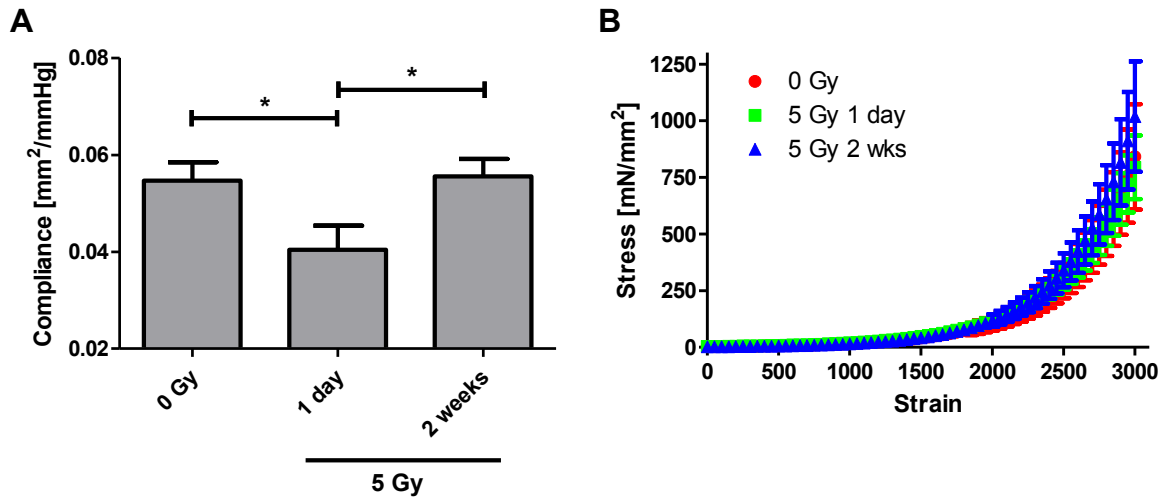 A
Compliance [mm²/mmHg]
0.08
0.06
0.04
0.02
*
*
0 Gy
1 day
2 weeks
5 Gy
B
Stress [mN/mm²]
1250
1000
750
500
250
0
0 Gy
5 Gy 1 day
5 Gy 2 wks
0 500 1000 1500 2000 2500 3000
Strain